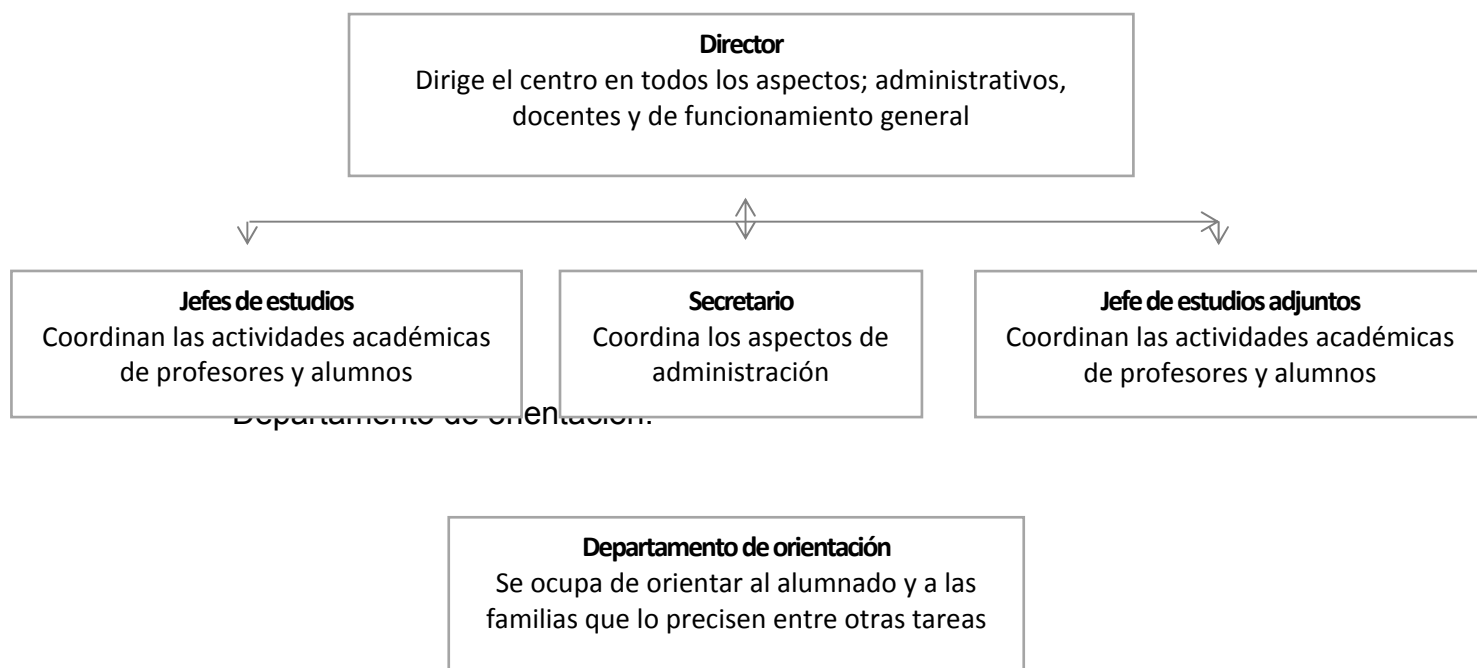 Director
Dirige el centro en todos los aspectos; administrativos,
docentes y de funcionamiento general
Jefes de estudios
Coordinan las actividades académicas
de profesores y alumnos
Secretario
Coordina los aspectos de
administración
Jefe de estudios adjuntos
Coordinan las actividades académicas
de profesores y alumnos
Departamento de orientación.
Departamento de orientación
Se ocupa de orientar al alumnado y a las
familias que lo precisen entre otras tareas